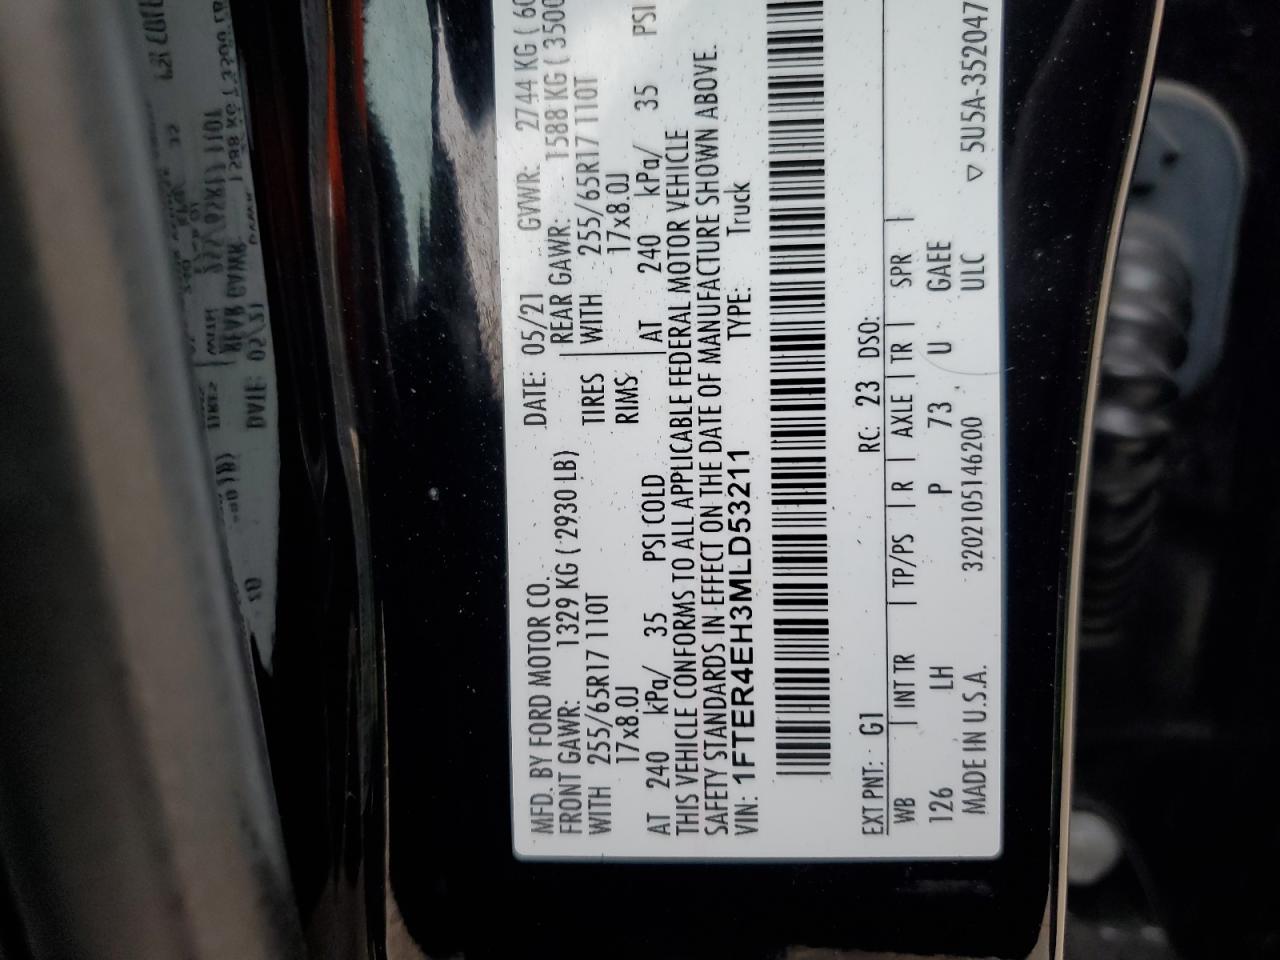 MFD. BY FORD MOTOR CO.
DATE: 05/21 GVWR: 2744 KG (
FRONT GAWR: 1329 KG ( 2930 LB) REAR GAWR: 1588 KG ( 3500
WITH 255/65R17 110T TIRES WITH 255/65R17 110T
17x8.0J RIMS 17x8.0J
AT 240 kPa/ 35 PSI COLD AT 240 kPa/ 35 PSI
THIS VEHICLE CONFORMS TO ALL APPLICABLE FEDERAL MOTOR VEHICLE
SAFETY STANDARDS IN EFFECT ON THE DATE OF MANUFACTURE SHOWN ABOVE.
VIN: 1FTER4EH3MLD53211 TYPE: Truck
EXT PNT: G1 RC: 23 DSO:
WB | INT TR | TP/PS | R | AXLE | TR | SPR |
126 LH P 73 U GAEE
MADE IN U.S.A. 3202105146200 ULC ▽ 5U5A-352047